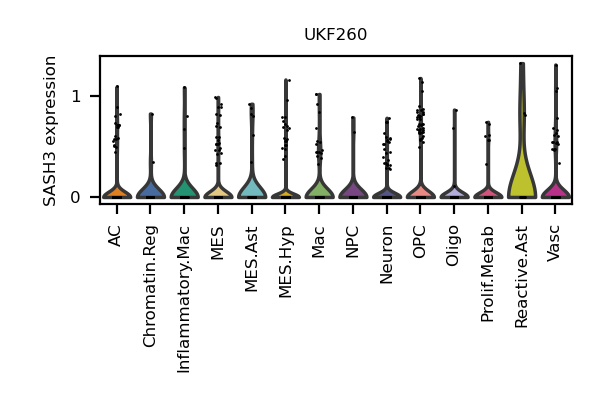 UKF260
SASH3 expression
1
0
AC
Chromatin.Reg
Inflammatory.Mac
MES
MES.Ast
MES.Hyp
Mac
NPC
Neuron
OPC
Oligo
Prolif.Metab
Reactive.Ast
Vasc